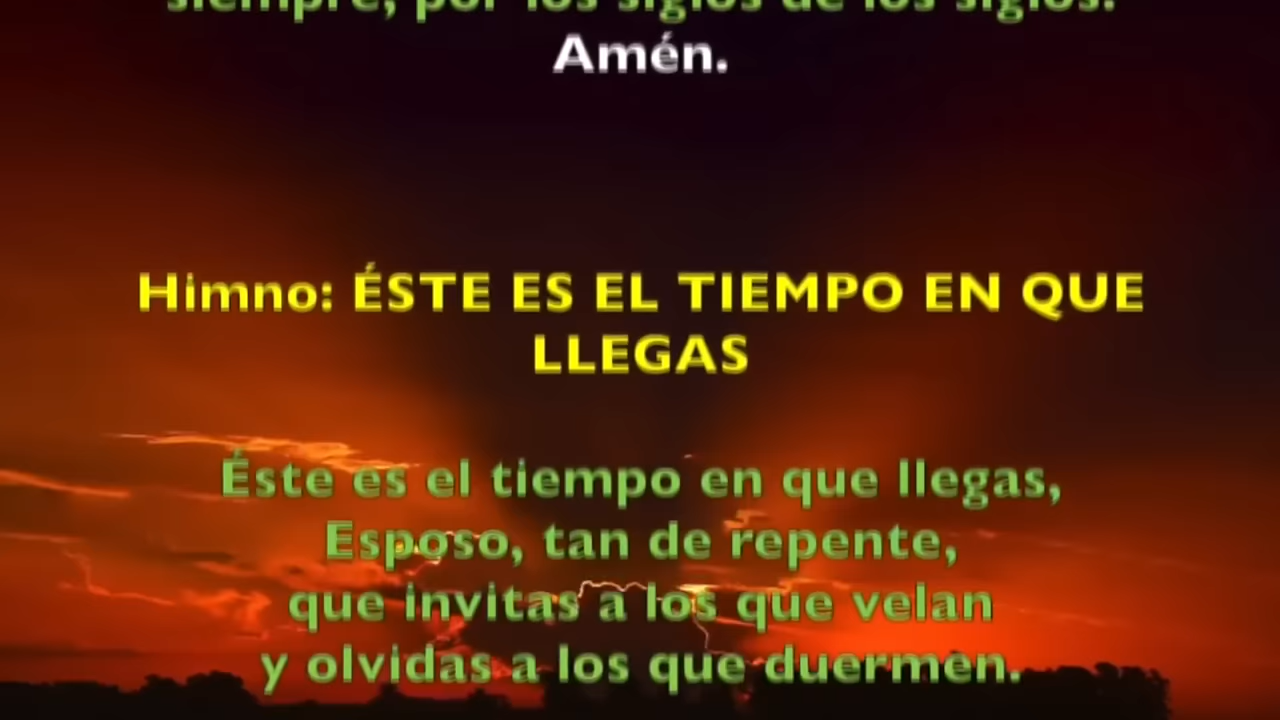 siempre, por los siglos de los siglos.
Amén.
Himno: ÉSTE ES EL TIEMPO EN QUE
LLEGAS
Éste es el tiempo en que llegas,
Esposo, tan de repente,
que invitas a los que velan
y olvidas a los que duermen.